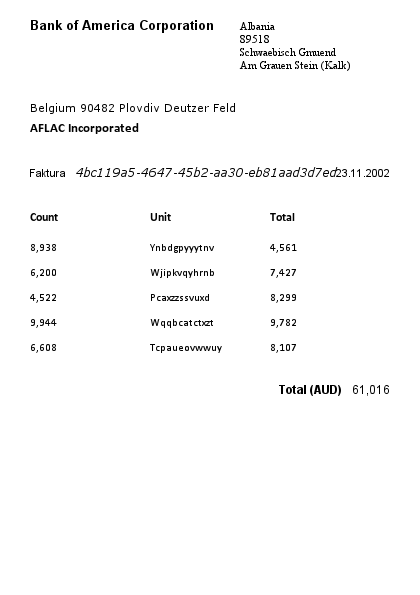 Bank of America Corporation
Albania
89518
Schwaebisch Gmuend
Am Grauen Stein (Kalk)
Belgium 90482 Plovdiv Deutzer Feld
AFLAC Incorporated
Faktura 4bc119a5-4647-45b2-aa30-eb81aad3d7ed 23.11.2002
Count Unit Total
8,938 Ynbdgpyyytnv 4,561
6,200 Wjipkvqyhrnb 7,427
4,522 Pcaxzzssvuxd 8,299
9,944 Wqqbcatctxzt 9,782
6,608 Tcpaueovwwuy 8,107
Total (AUD) 61,016